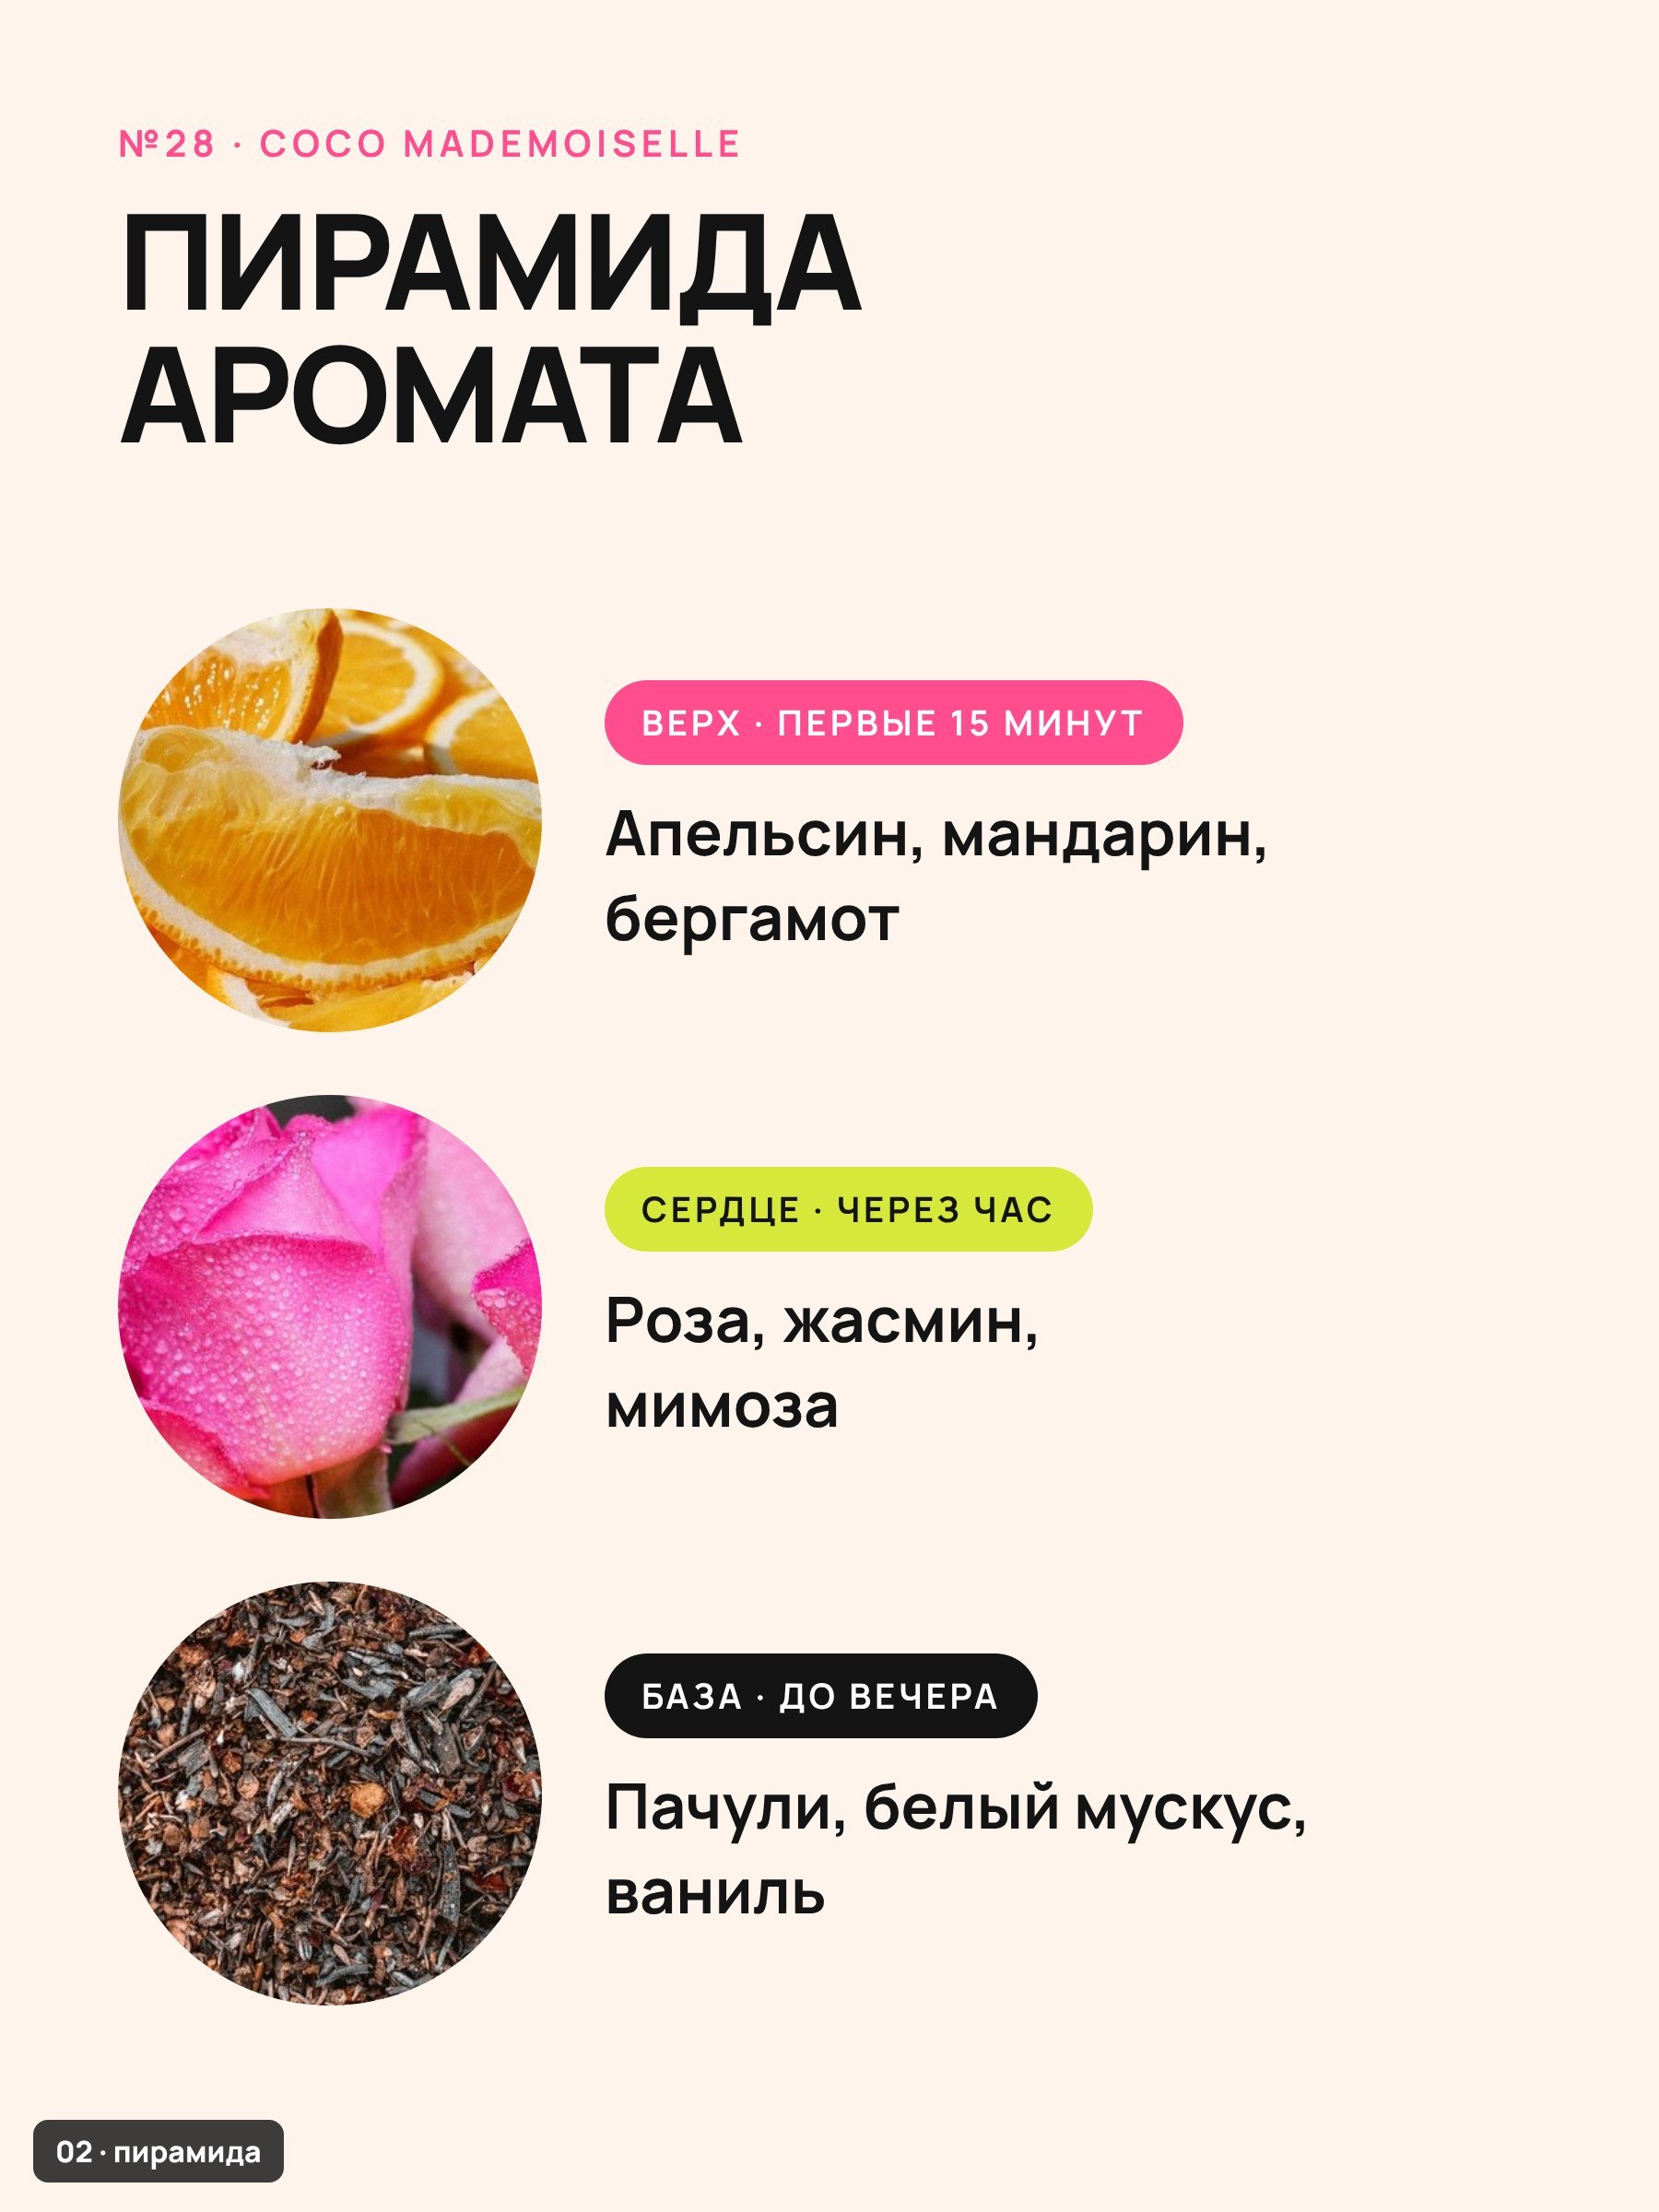 №28 · COCO MADEMOISELLE
ПИРАМИДА
АРОМАТА
ВЕРХ · ПЕРВЫЕ 15 МИНУТ
Апельсин, мандарин,
бергамот
СЕРДЦЕ · ЧЕРЕЗ ЧАС
Роза, жасмин,
мимоза
БАЗА · ДО ВЕЧЕРА
Пачули, белый мускус,
ваниль
02 · пирамида